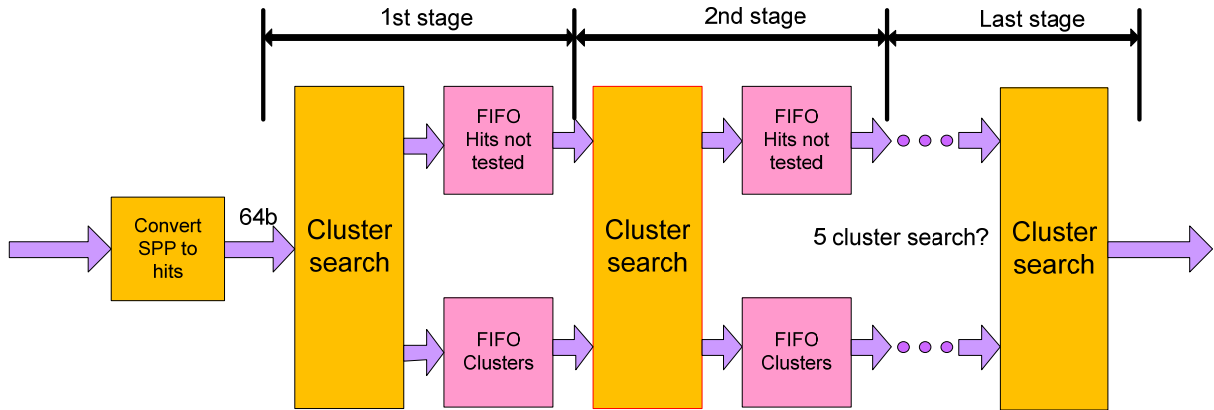 1st stage
2nd stage
Last stage
FIFO
Hits not
tested
FIFO
Hits not
tested
Convert
SPP to
hits
64b
Cluster
search
Cluster
search
5 cluster search?
Cluster
search
FIFO
Clusters
FIFO
Clusters